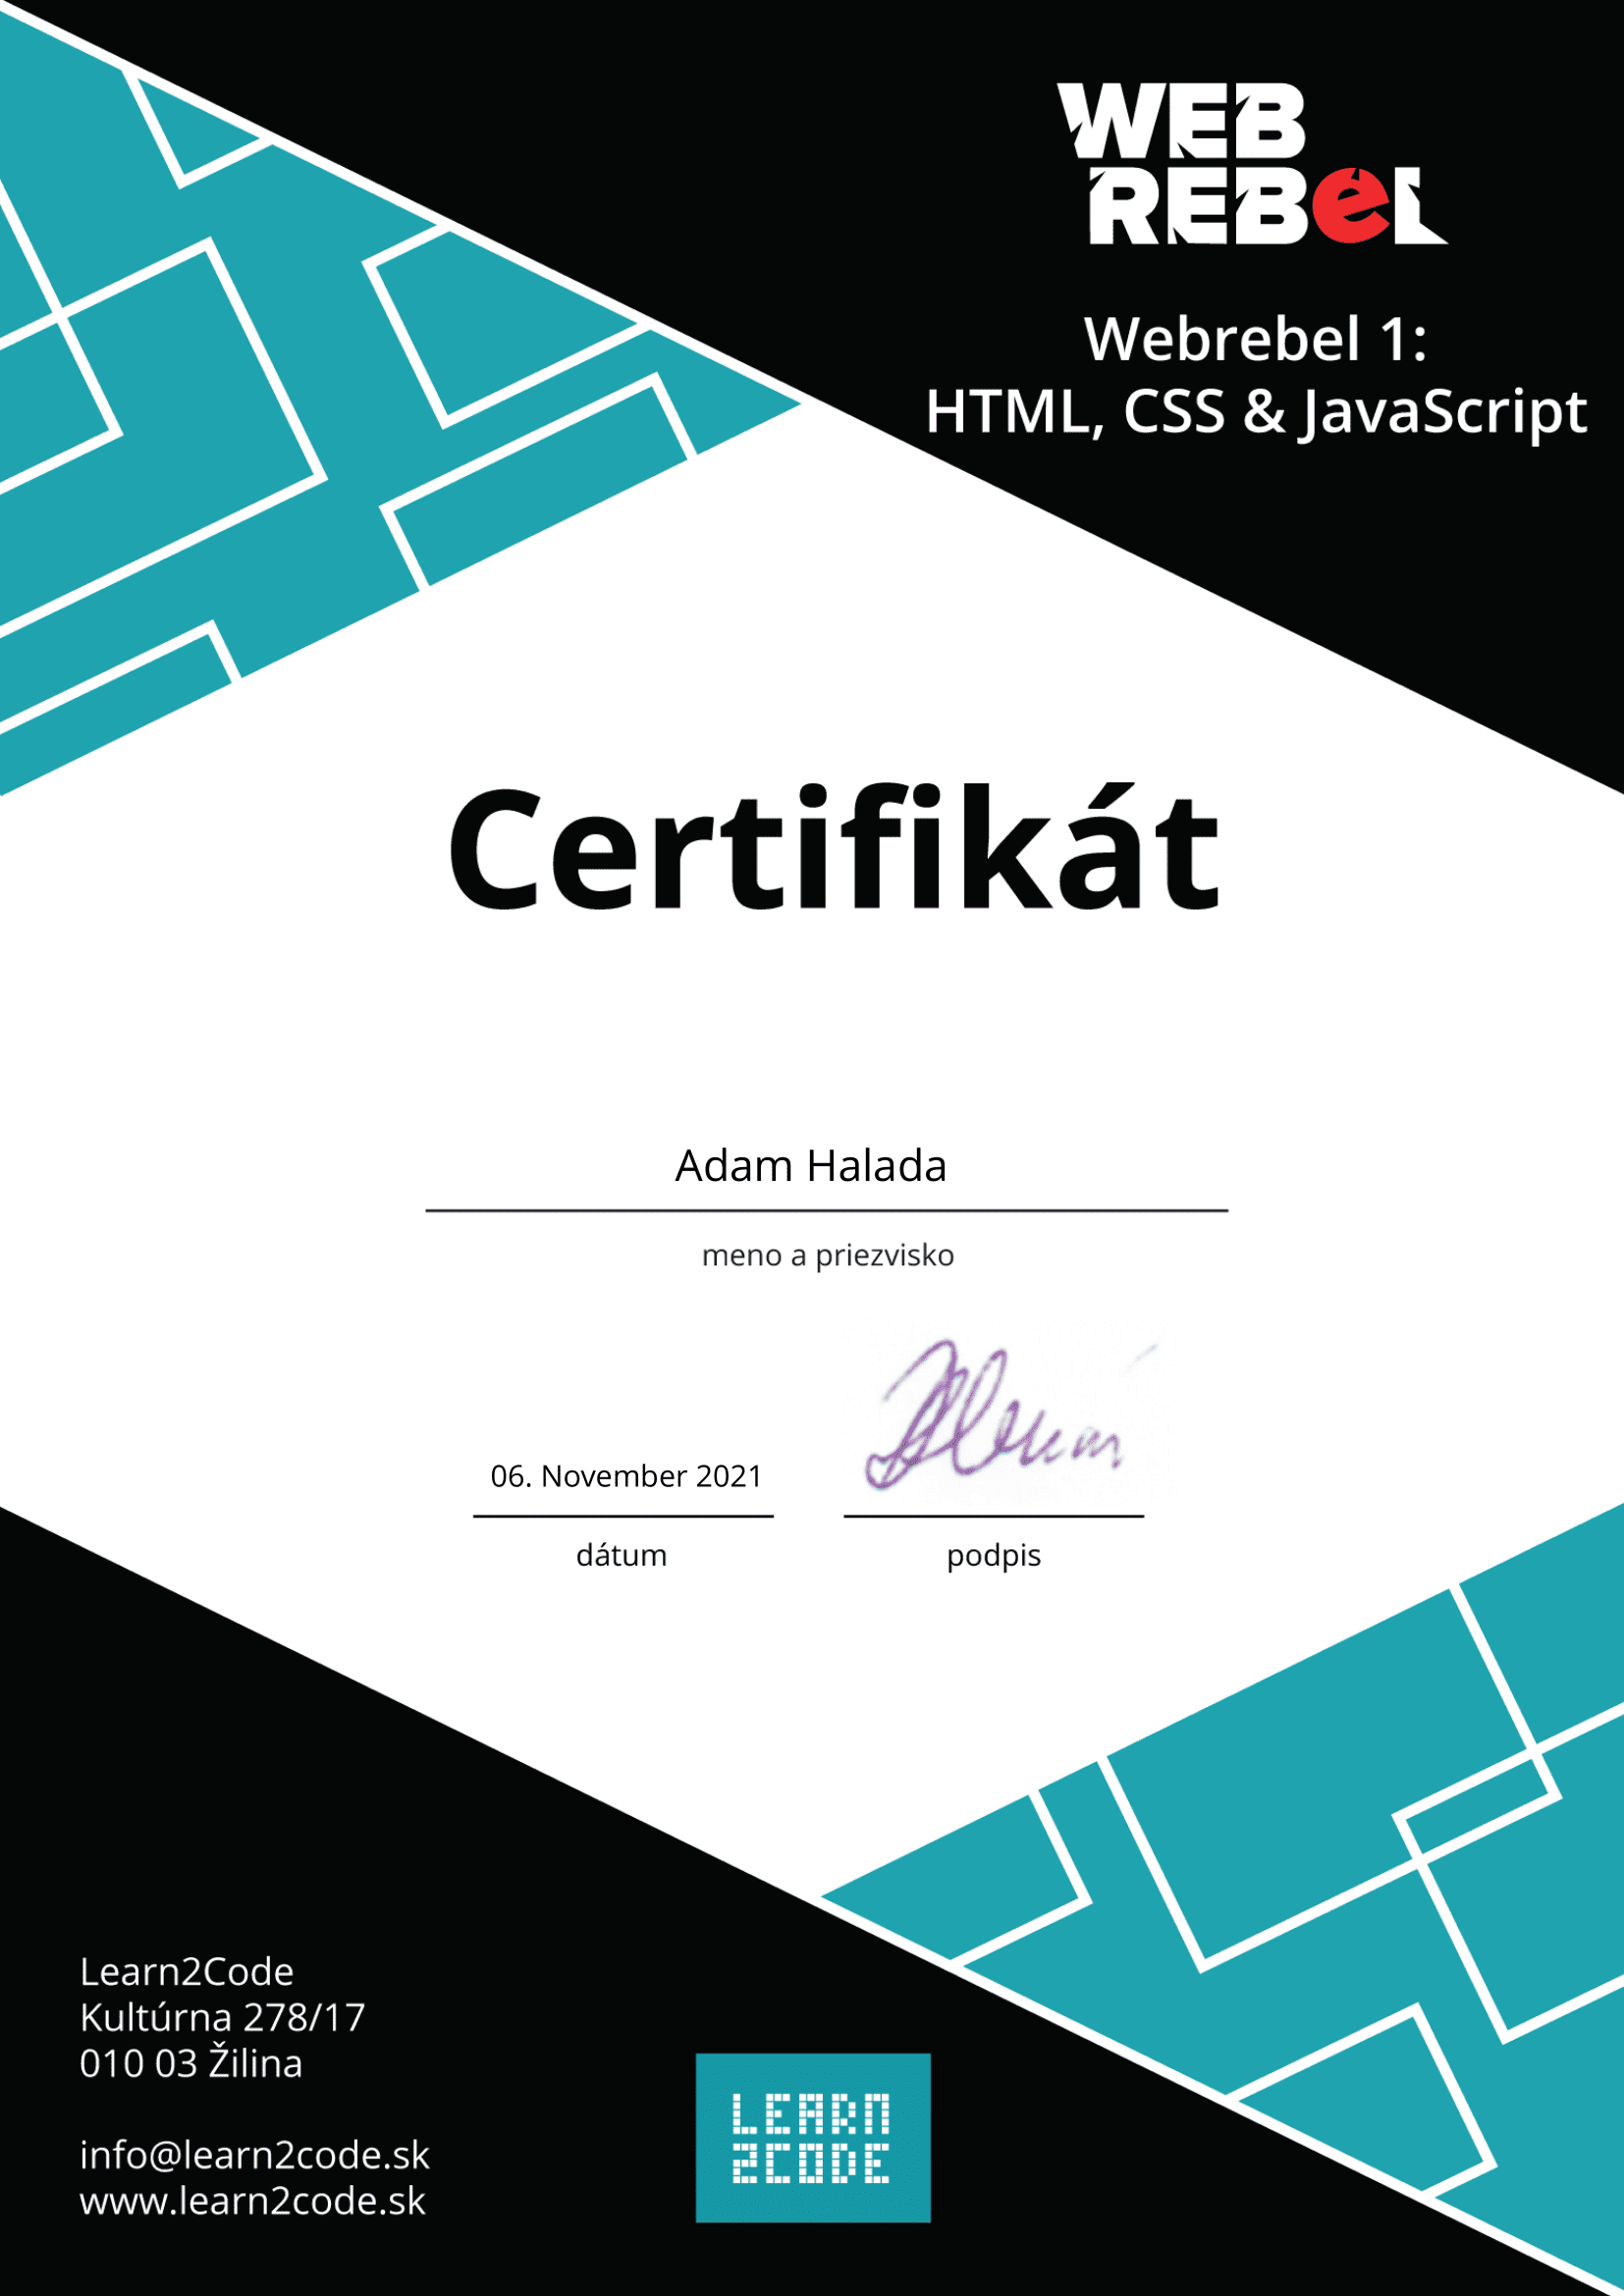 WEB
REBeL
Webrebel 1:
HTML, CSS & JavaScript
Certifikát
Adam Halada
meno a priezvisko
06. November 2021
dátum
podpis
Learn2Code
Kultúrna 278/17
010 03 Žilina
info@learn2code.sk
www.learn2code.sk
LEARN
2CODE